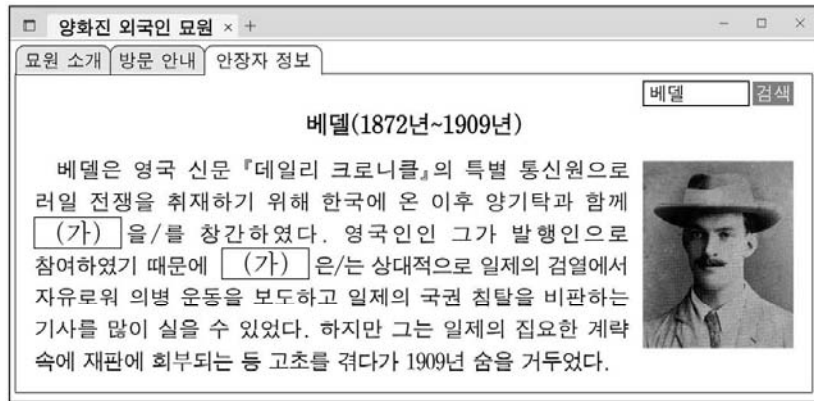 양화진 외국인 묘원 × +
묘원 소개 방문 안내 안장자 정보
베델 검색
베델(1872년~1909년)
베델은 영국 신문 『데일리 크로니클』의 특별 통신원으로
러일 전쟁을 취재하기 위해 한국에 온 이후 양기탁과 함께
(가) 을/를 창간하였다. 영국인인 그가 발행인으로
참여하였기 때문에 (가) 은/는 상대적으로 일제의 검열에서
자유로워 의병 운동을 보도하고 일제의 국권 침탈을 비판하는
기사를 많이 실을 수 있었다. 하지만 그는 일제의 집요한 계략
속에 재판에 회부되는 등 고초를 겪다가 1909년 숨을 거두었다.